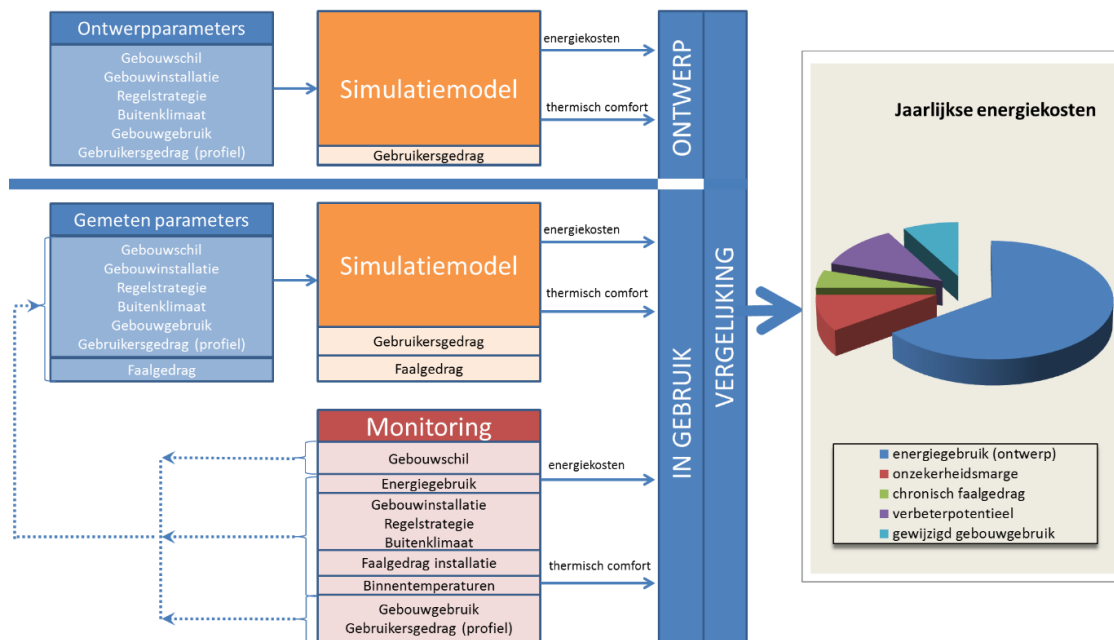 Ontwerpparameters
Gebouwschil
Gebouwinstallatie
Regelstrategie
Buitenklimaat
Gebouwgebruik
Gebruikersgedrag (profiel)
Simulatiemodel
Gebruikersgedrag
energiekosten
thermisch comfort
ONTWERP
Gemeten parameters
Gebouwschil
Gebouwinstallatie
Regelstrategie
Buitenklimaat
Gebouwgebruik
Gebruikersgedrag (profiel)
Faalgedrag
Simulatiemodel
Gebruikersgedrag
Faalgedrag
energiekosten
thermisch comfort
Monitoring
Gebouwschil
Energiegebruik
Gebouwinstallatie
Regelstrategie
Buitenklimaat
Faalgedrag installatie
Binnentemperaturen
Gebouwgebruik
Gebruikersgedrag (profiel)
energiekosten
thermisch comfort
IN GEBRUIK
VERGELIJKING
Jaarlijkse energiekosten
energiegebruik (ontwerp)
onzekerheidsmarge
chronisch faalgedrag
verbeterpotentieel
gewijzigd gebouwgebruik